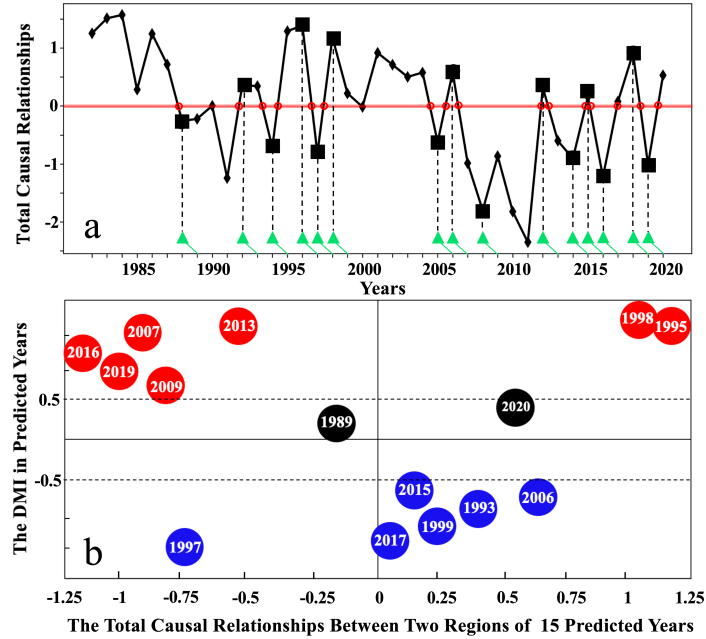 Total Causal Relationships
1
0
-1
-2
a
1985 1990 1995 2000 2005 2010 2015 2020
Years
The DMI in Predicted Years
0.5
-0.5
2016
2007
2019
2009
2013
1989
1998
1995
2020
2015
2006
1993
1999
2017
1997
b
-1.25 -1 -0.75 -0.5 -0.25 0 0.25 0.5 0.75 1 1.25
The Total Causal Relationships Between Two Regions of 15 Predicted Years